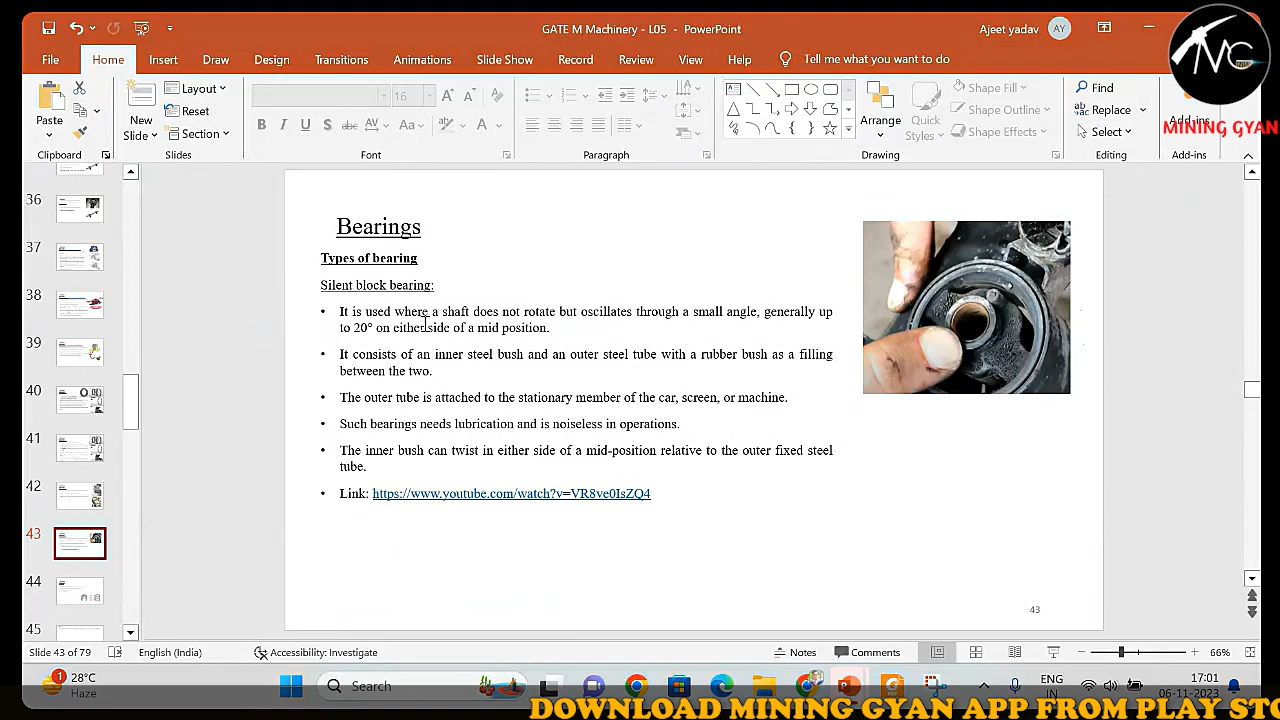 GATE M Machinery - L05 - PowerPoint
Ajeet yadav
AY
File Home Insert Draw Design Transitions Animations Slide Show Record Review View Help Tell me what you want to do
MC
MINING GYAN
Paste
New Slide
Layout
Reset
Section
16
Arrange
Quick Styles
Shape Fill
Shape Outline
Shape Effects
Find
Replace
Select
Add-ins
Clipboard Slides Font Paragraph Drawing Editing Add-ins
36
37
38
39
40
41
42
43
44
45
Bearings
Types of bearing
Silent block bearing:
• It is used where a shaft does not rotate but oscillates through a small angle, generally up
to 20° on either side of a mid position.
• It consists of an inner steel bush and an outer steel tube with a rubber bush as a filling
between the two.
• The outer tube is attached to the stationary member of the car, screen, or machine.
• Such bearings needs lubrication and is noiseless in operations.
• The inner bush can twist in either side of a mid-position relative to the outer fixed steel
tube.
• Link: https://www.youtube.com/watch?v=VR8ve0IsZQ4
43
Slide 43 of 79 English (India) Accessibility: Investigate Notes Comments 66%
1
28°C
Haze
Search
ENG
IN
17:01
06-11-2023
DOWNLOAD MINING GYAN APP FROM PLAY STO